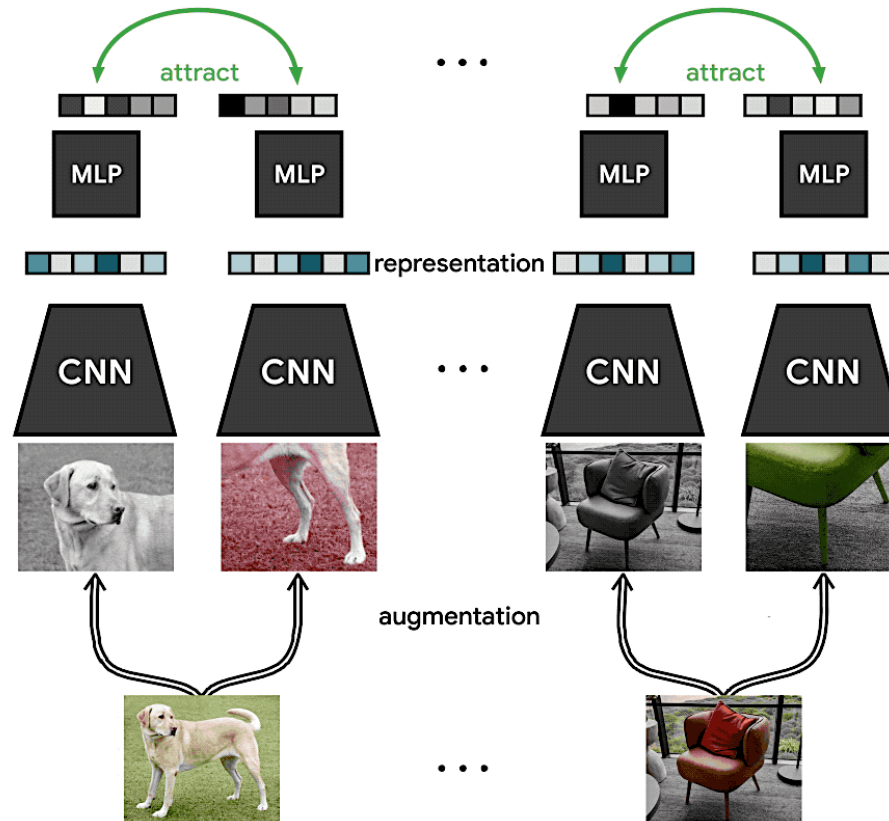 attract
attract
MLP
MLP
MLP
MLP
representation
CNN
CNN
CNN
CNN
augmentation